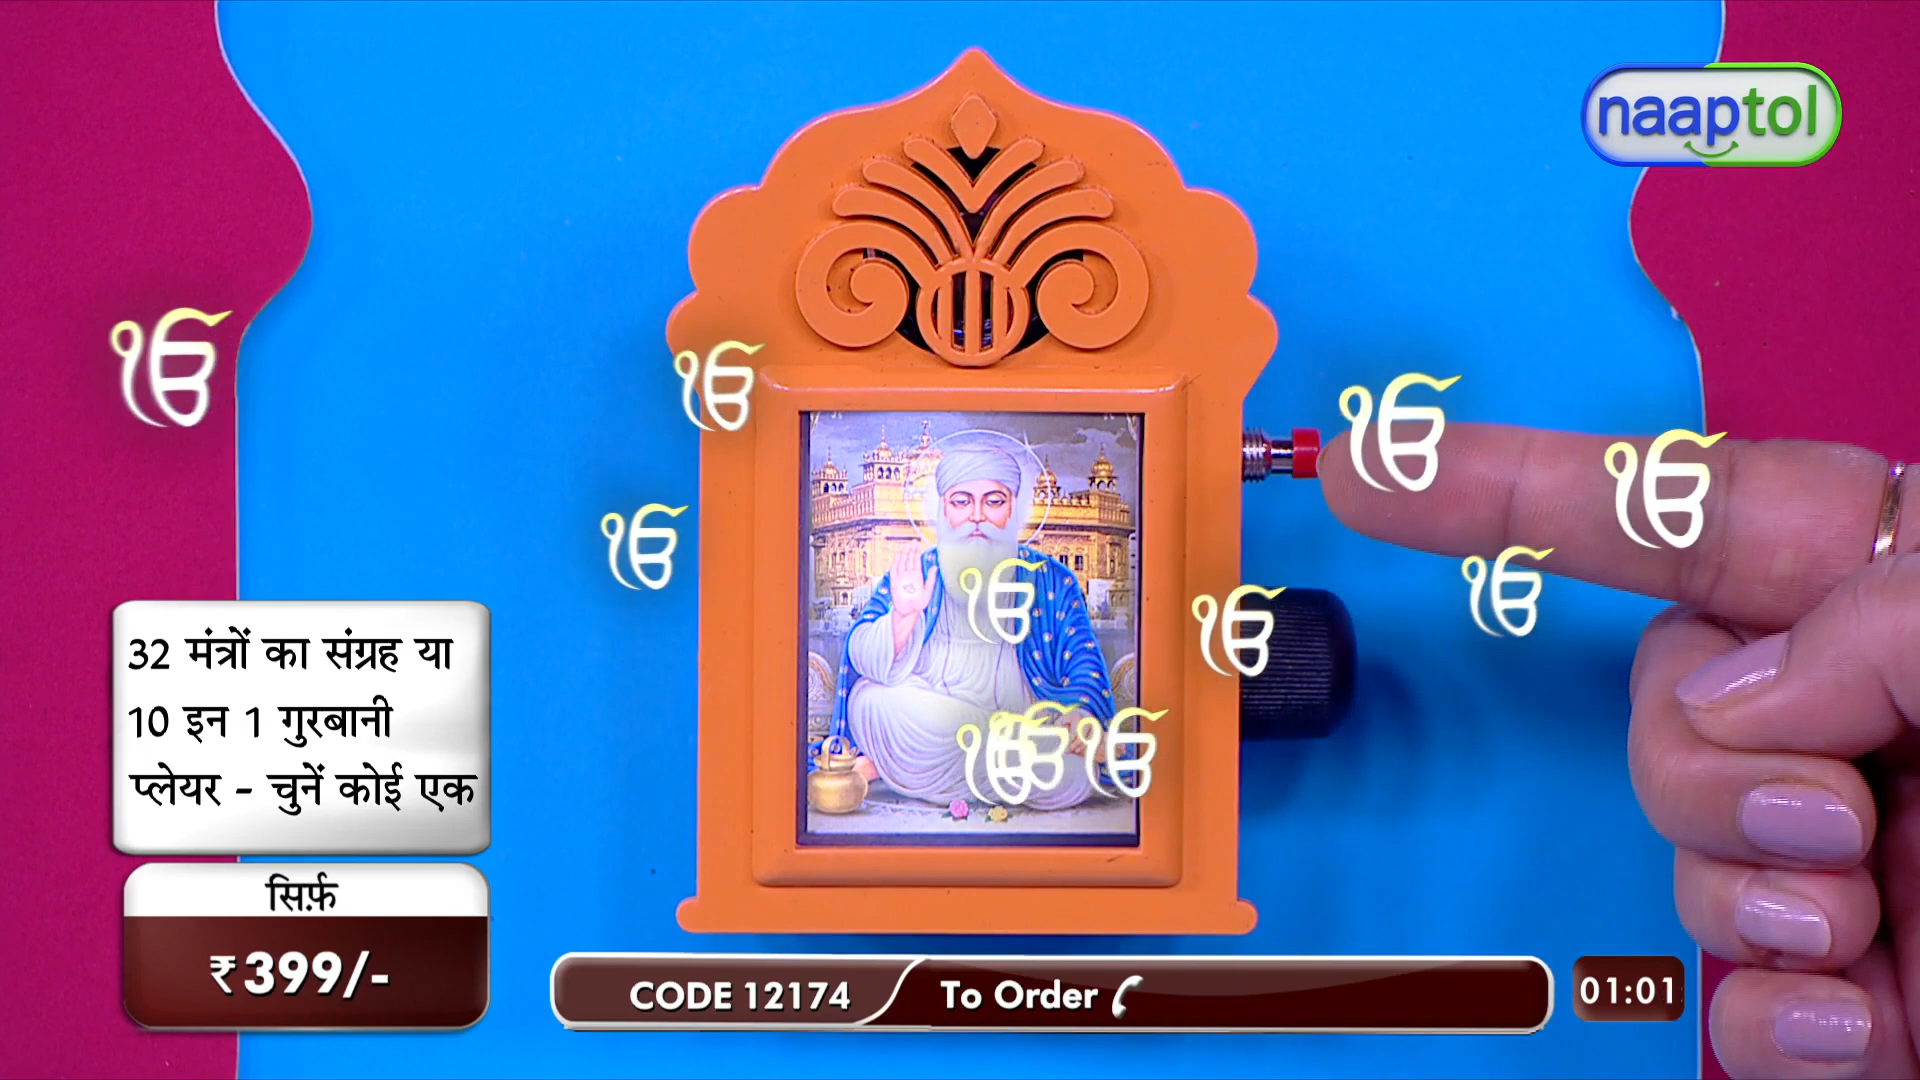 naaptol
ੴ
ੴ
ੴ
ੴ
ੴ
ੴ
ੴ
ੴ
ੴ
ੴ
ੴ
32 मंत्रों का संग्रह या
10 इन 1 गुरबानी
प्लेयर - चुनें कोई एक
सिर्फ़
₹399/-
CODE 12174 To Order
01:01